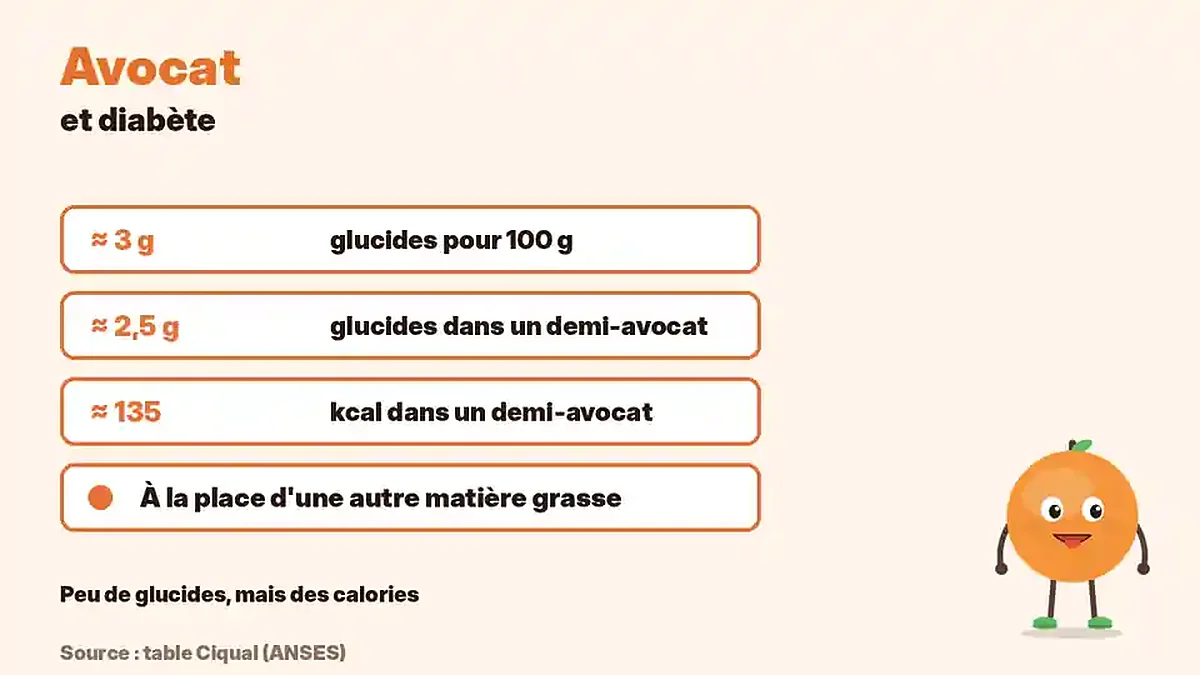 Avocat
et diabète
≈ 3 g glucides pour 100 g
≈ 2,5 g glucides dans un demi-avocat
≈ 135 kcal dans un demi-avocat
À la place d'une autre matière grasse
Peu de glucides, mais des calories
Source : table Ciqual (ANSES)